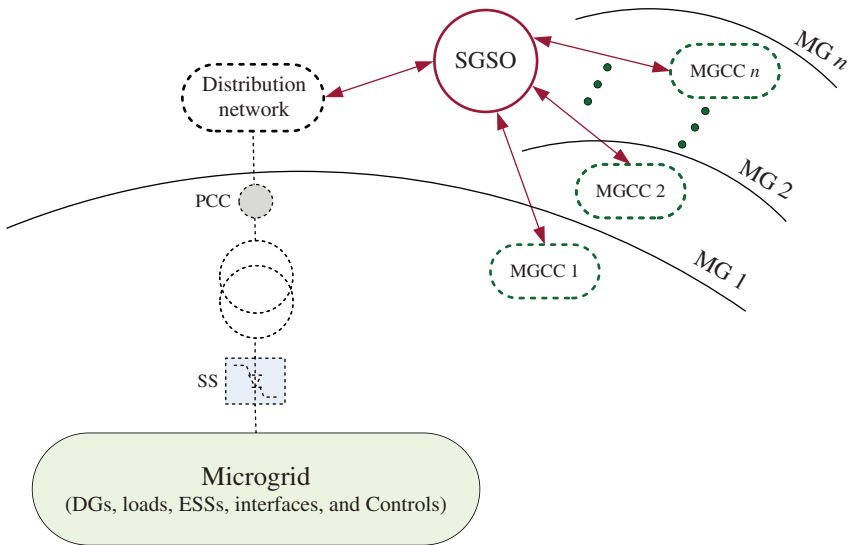 MG n
SGSO
MGCC n
Distribution
network
MG 2
MGCC 2
PCC
MG 1
MGCC 1
SS
Microgrid
(DGs, loads, ESSs, interfaces, and Controls)